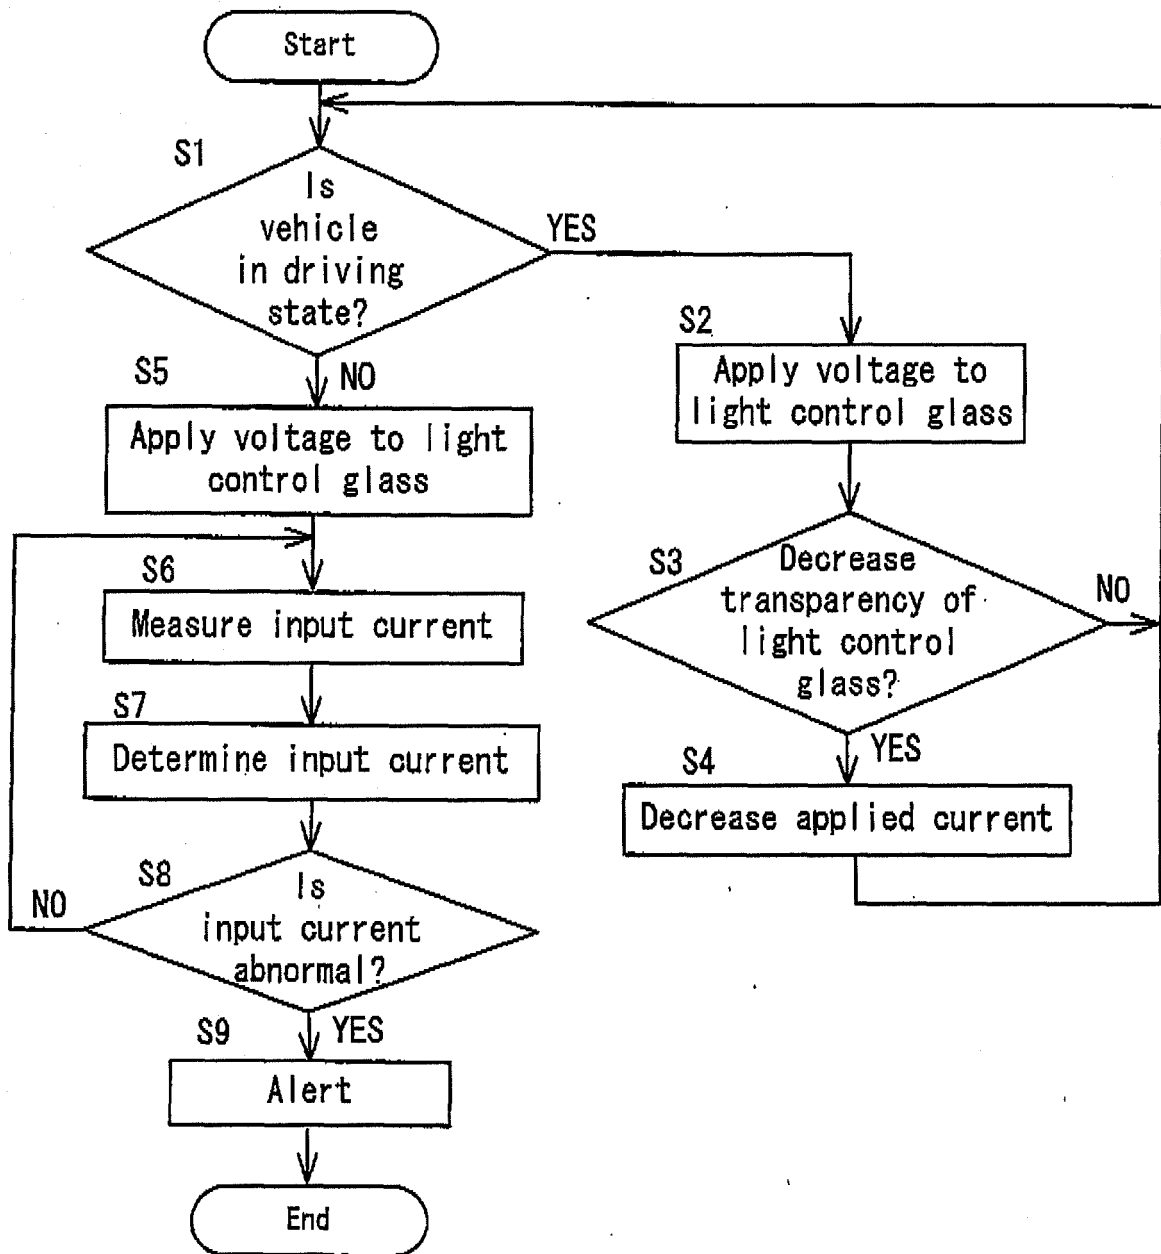 Start
S1
Is
vehicle
in driving
state?
YES
NO
S2
Apply voltage to
light control glass
S5
Apply voltage to light
control glass
S3
Decrease
transparency of
light control
glass?
NO
YES
S6
Measure input current
S7
Determine input current
S4
Decrease applied current
S8
Is
input current
abnormal?
NO
YES
S9
Alert
End